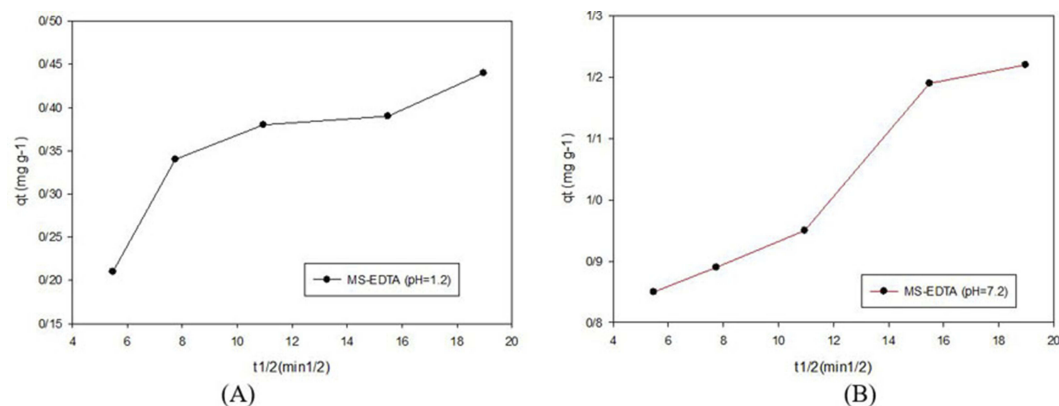 0/50
0/45
0/40
0/35
0/30
0/25
0/20
0/15
qt (mg g-1)
MS-EDTA (pH=1.2)
4 6 8 10 12 14 16 18 20
t1/2(min1/2)
(A)
1/3
1/2
1/1
1/0
0/9
0/8
qt (mg g-1)
MS-EDTA (pH=7.2)
4 6 8 10 12 14 16 18 20
t1/2(min1/2)
(B)